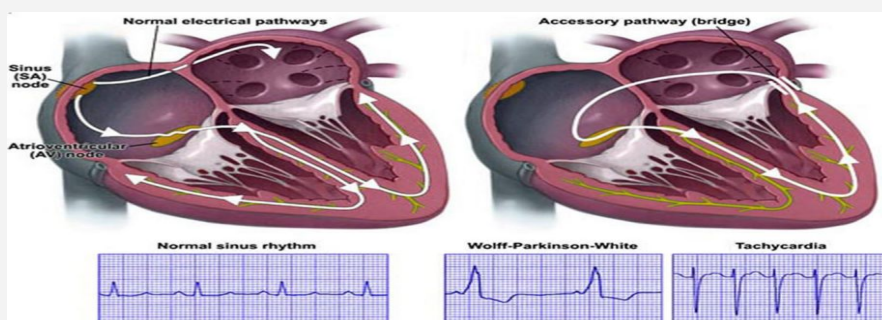 Normal electrical pathways
Accessory pathway (bridge)
Sinus
(SA)
node
Atrioventricular
(AV) node
Normal sinus rhythm
Wolff-Parkinson-White
Tachycardia